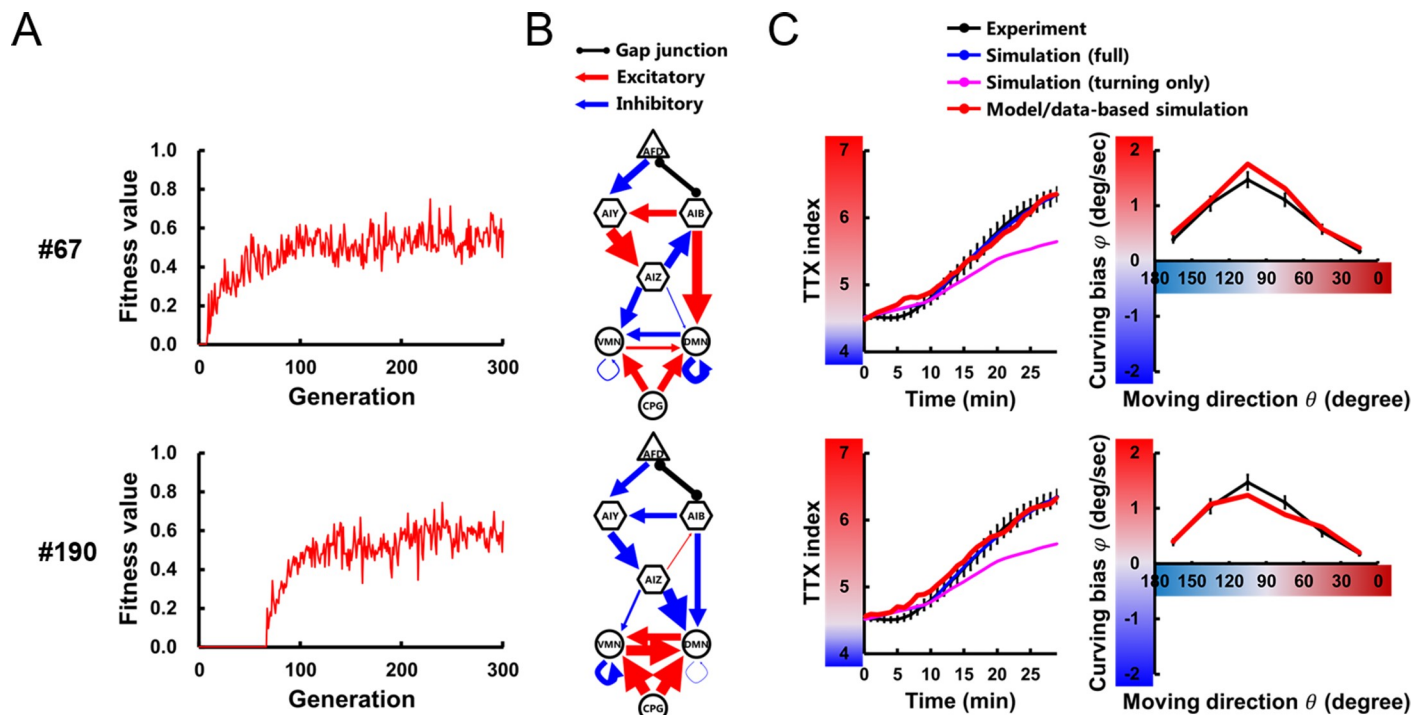 A
B
C
Gap junction
Excitatory
Inhibitory
Experiment
Simulation (full)
Simulation (turning only)
Model/data-based simulation
#67
Fitness value
1.0
0.8
0.6
0.4
0.2
0.0
0 100 200 300
Generation
AFD
AIY AIB
AIZ
VMN DMN
CPG
TTX index
7
6
5
4
0 5 10 15 20 25
Time (min)
Curving bias φ (deg/sec)
2
1
0
-1
-2
180 150 120 90 60 30 0
Moving direction θ (degree)
#190
Fitness value
1.0
0.8
0.6
0.4
0.2
0.0
0 100 200 300
Generation
AFD
AIY AIB
AIZ
VMN DMN
CPG
TTX index
7
6
5
4
0 5 10 15 20 25
Time (min)
Curving bias φ (deg/sec)
2
1
0
-1
-2
180 150 120 90 60 30 0
Moving direction θ (degree)